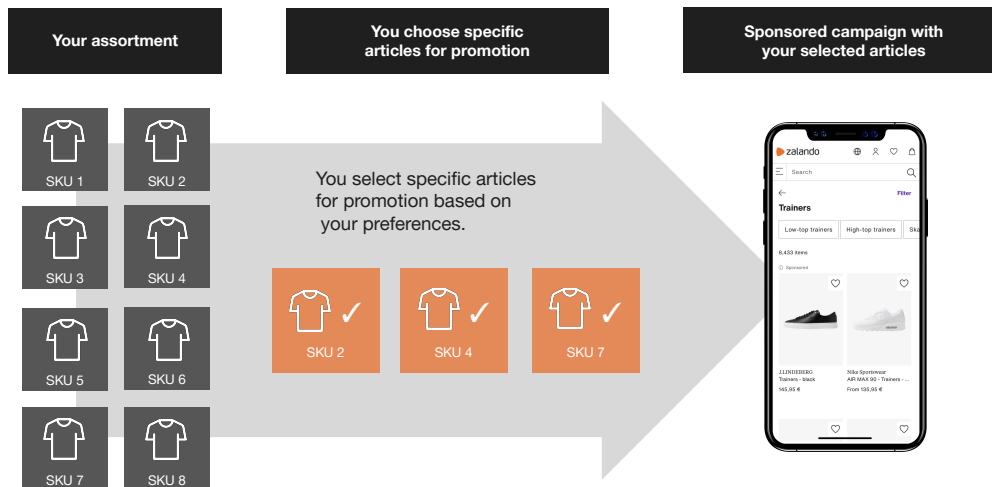 Your assortment
You choose specific
articles for promotion
Sponsored campaign with
your selected articles
SKU 1
SKU 2
SKU 3
SKU 4
SKU 5
SKU 6
SKU 7
SKU 8
You select specific articles
for promotion based on
your preferences.
SKU 2
SKU 4
SKU 7
zalando
Search
Filter
Trainers
Low-top trainers
High-top trainers
Ska
8,433 items
Sponsored
J.LINDEBERG
Trainers - black
145,95 €
Nike Sportswear
AIR MAX 90 - Trainers - ...
From 135,95 €